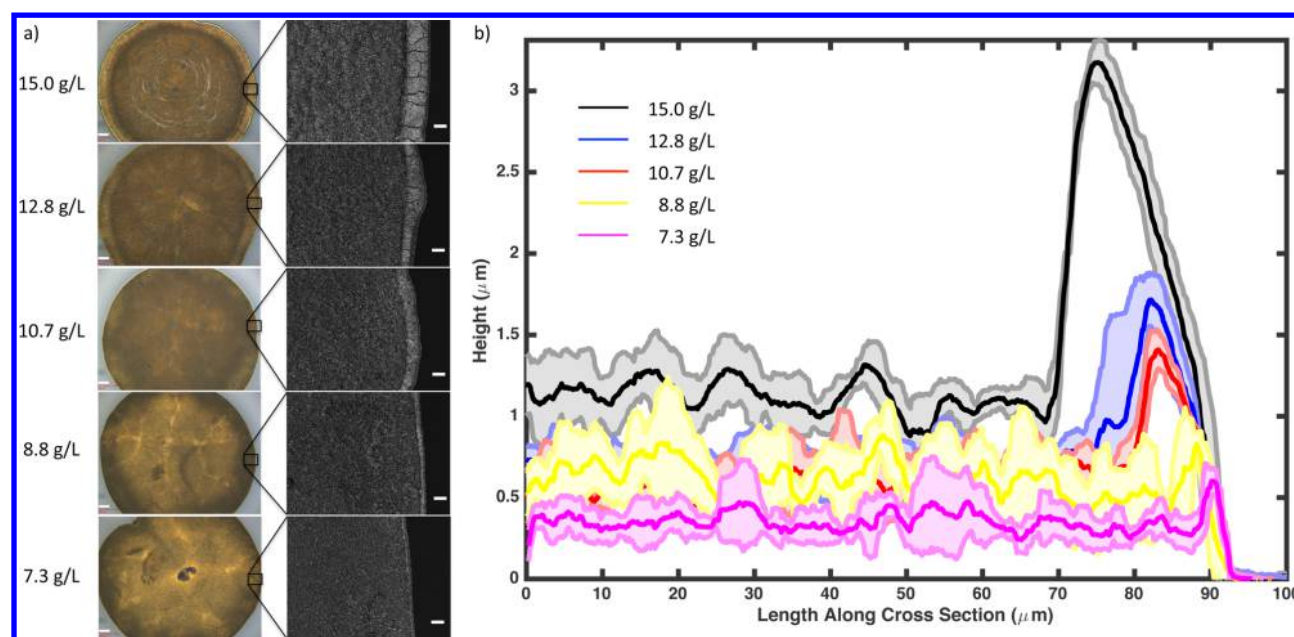 a)
15.0 g/L
12.8 g/L
10.7 g/L
8.8 g/L
7.3 g/L
b)
Height (μm)
3
2.5
2
1.5
1
0.5
0
15.0 g/L
12.8 g/L
10.7 g/L
8.8 g/L
7.3 g/L
0 10 20 30 40 50 60 70 80 90 100
Length Along Cross Section (μm)